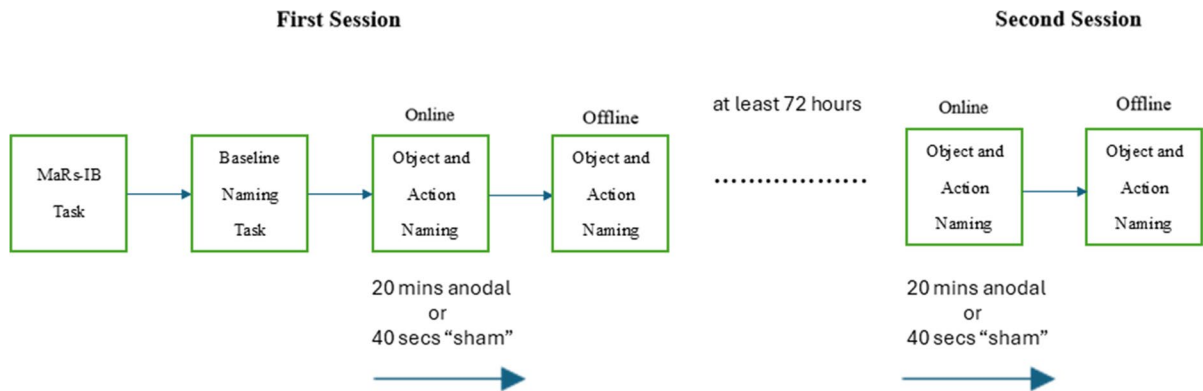 First Session
Second Session
MaRs-IB
Task
Baseline
Naming
Task
Online
Object and
Action
Naming
Offline
Object and
Action
Naming
at least 72 hours
………………
Online
Object and
Action
Naming
Offline
Object and
Action
Naming
20 mins anodal
or
40 secs “sham”
20 mins anodal
or
40 secs “sham”